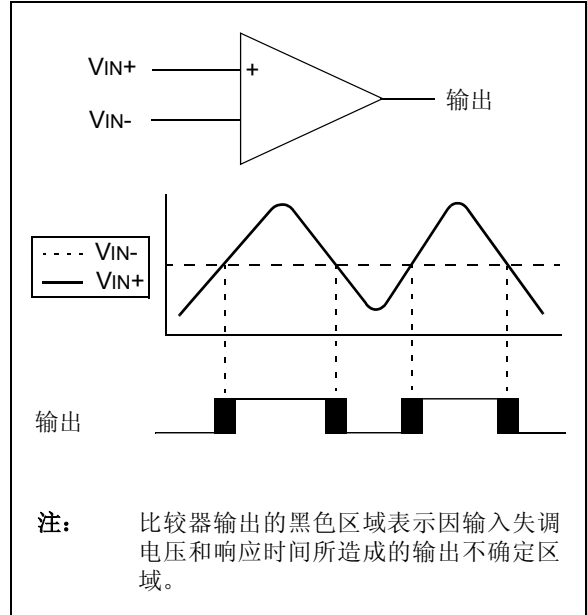 VIN+
+
输出
VIN-
- - - - VIN-
VIN+
输出
注： 比较器输出的黑色区域表示因输入失调
电压和响应时间所造成的输出不确定区
域。